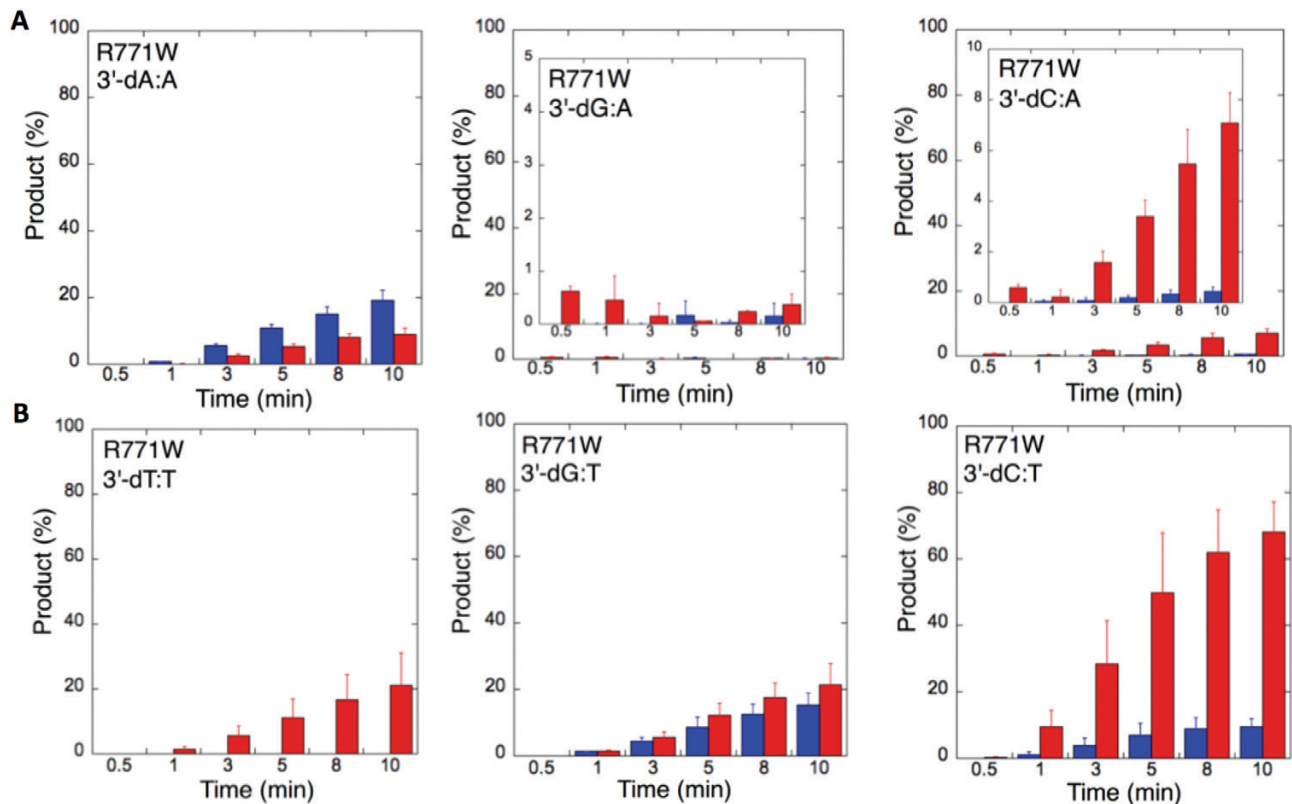 A
R771W
3'-dA:A
100
80
60
40
20
0
Product (%)
0.5 1 3 5 8 10
Time (min)
R771W
3'-dG:A
100
80
60
40
20
0
Product (%)
5
4
3
2
1
0
0.5 1 3 5 8 10
0.5 1 3 5 8 10
Time (min)
R771W
3'-dC:A
100
80
60
40
20
0
Product (%)
10
8
6
4
2
0
0.5 1 3 5 8 10
0.5 1 3 5 8 10
Time (min)
B
R771W
3'-dT:T
100
80
60
40
20
0
Product (%)
0.5 1 3 5 8 10
Time (min)
R771W
3'-dG:T
100
80
60
40
20
0
Product (%)
0.5 1 3 5 8 10
Time (min)
R771W
3'-dC:T
100
80
60
40
20
0
Product (%)
0.5 1 3 5 8 10
Time (min)